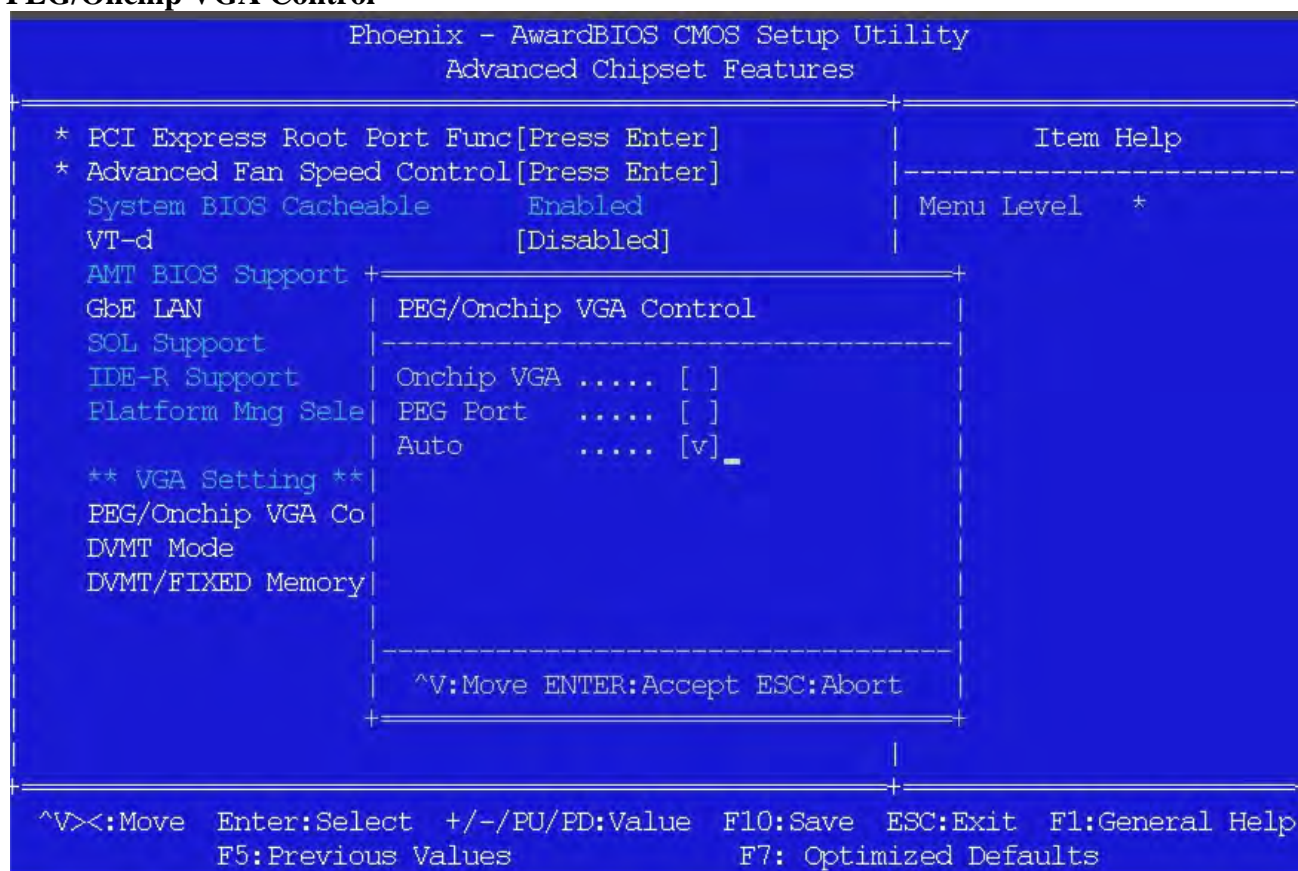 PEG/Onchip VGA Control
Phoenix - AwardBIOS CMOS Setup Utility
Advanced Chipset Features
* PCI Express Root Port Func[Press Enter]
Item Help
* Advanced Fan Speed Control[Press Enter]
System BIOS Cacheable Enabled
Menu Level *
VT-d [Disabled]
AMT BIOS Support
GbE LAN
SOL Support
IDE-R Support
Platform Mng Sele
** VGA Setting **
PEG/Onchip VGA Co
DVMT Mode
DVMT/FIXED Memory
PEG/Onchip VGA Control
Onchip VGA ..... [ ]
PEG Port ..... [ ]
Auto ..... [v]
^V:Move ENTER:Accept ESC:Abort
^V><:Move Enter:Select +/-/PU/PD:Value F10:Save ESC:Exit F1:General Help
F5:Previous Values F7: Optimized Defaults